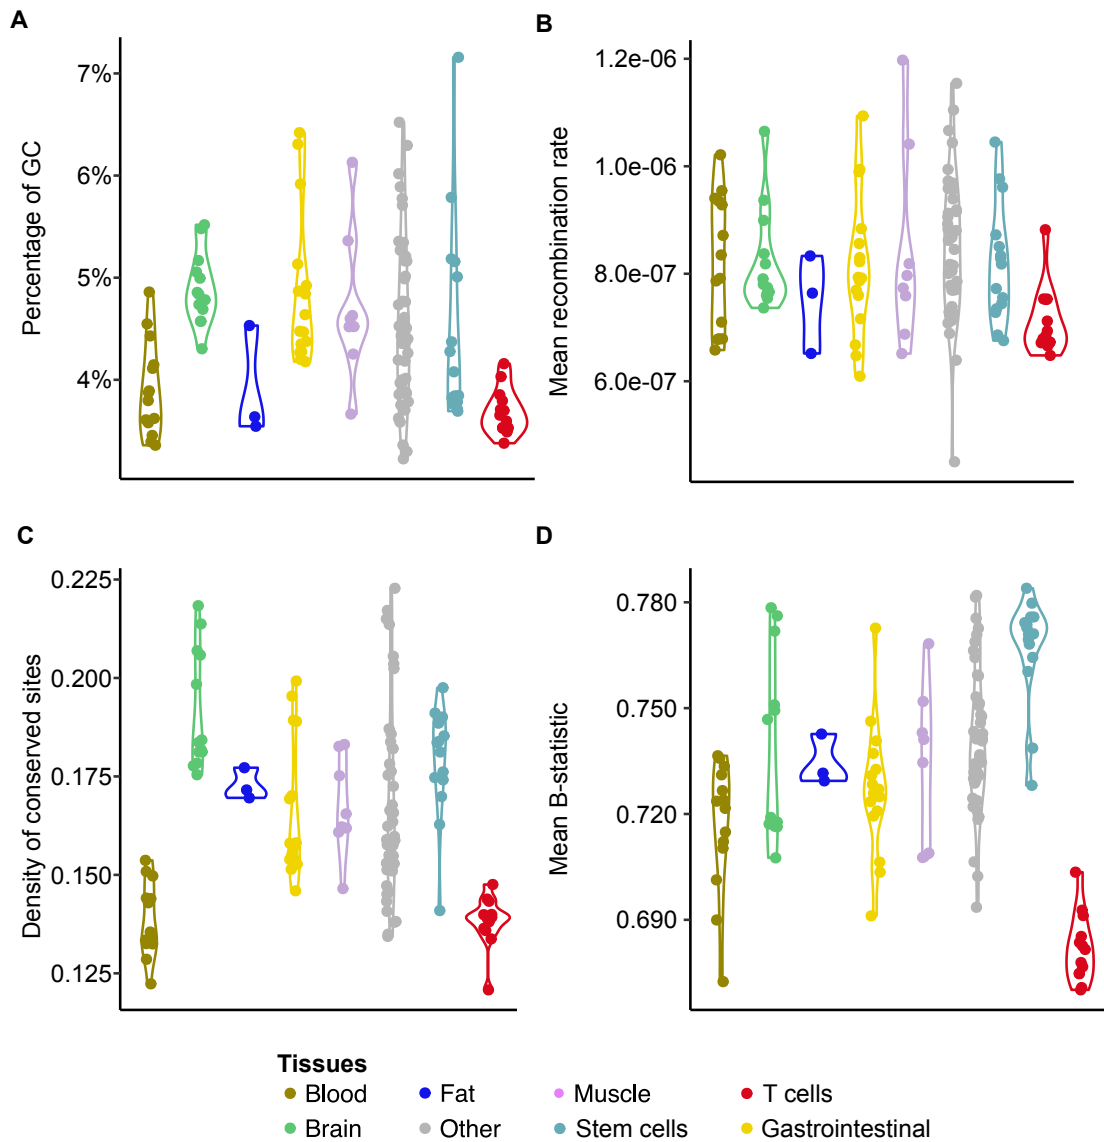 A
Percentage of GC
7%
6%
5%
4%
B
Mean recombination rate
1.2e-06
1.0e-06
8.0e-07
6.0e-07
C
Density of conserved sites
0.225
0.200
0.175
0.150
0.125
D
Mean B-statistic
0.780
0.750
0.720
0.690
Tissues
Blood Fat Muscle T cells
Brain Other Stem cells Gastrointestinal